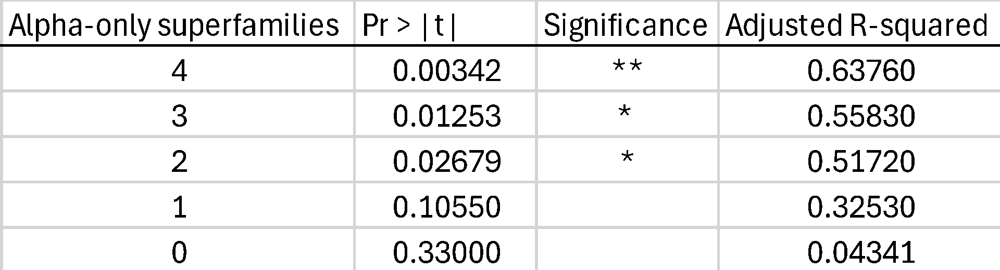 Alpha-only superfamilies Pr > |t| Significance Adjusted R-squared
4 0.00342 ** 0.63760
3 0.01253 * 0.55830
2 0.02679 * 0.51720
1 0.10550 0.32530
0 0.33000 0.04341